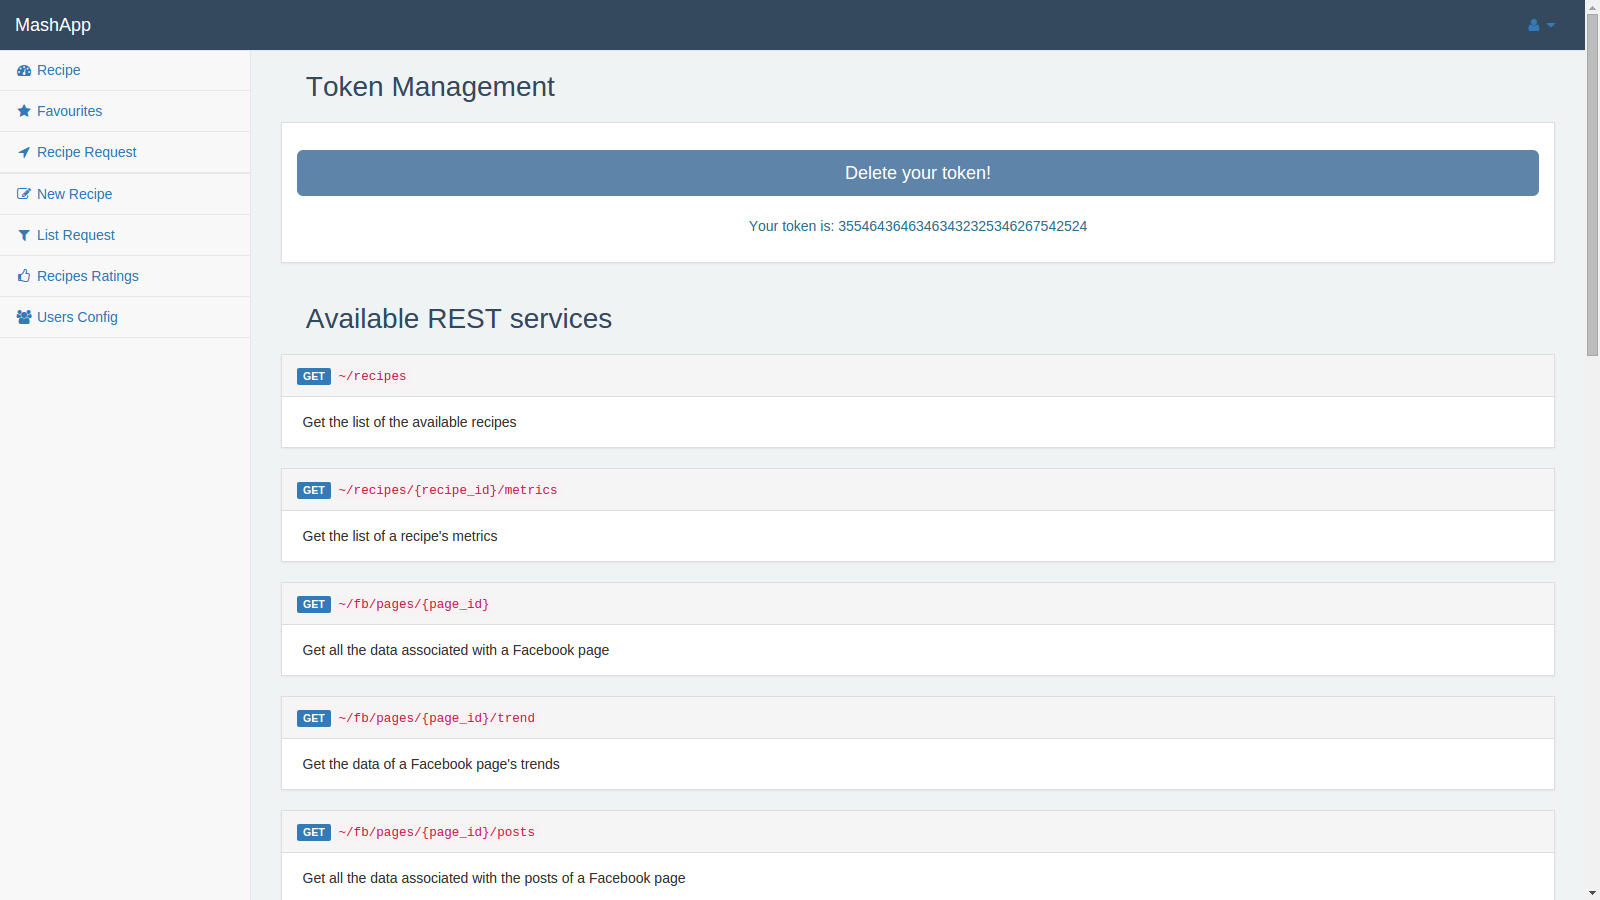 MashApp
Recipe
Favourites
Recipe Request
New Recipe
List Request
Recipes Ratings
Users Config
Token Management
Delete your token!
Your token is: 35546436463464343232534626754​2524
Available REST services
GET ~/recipes
Get the list of the available recipes
GET ~/recipes/{recipe_id}/metrics
Get the list of a recipe's metrics
GET ~/fb/pages/{page_id}
Get all the data associated with a Facebook page
GET ~/fb/pages/{page_id}/trend
Get the data of a Facebook page's trends
GET ~/fb/pages/{page_id}/posts
Get all the data associated with the posts of a Facebook page